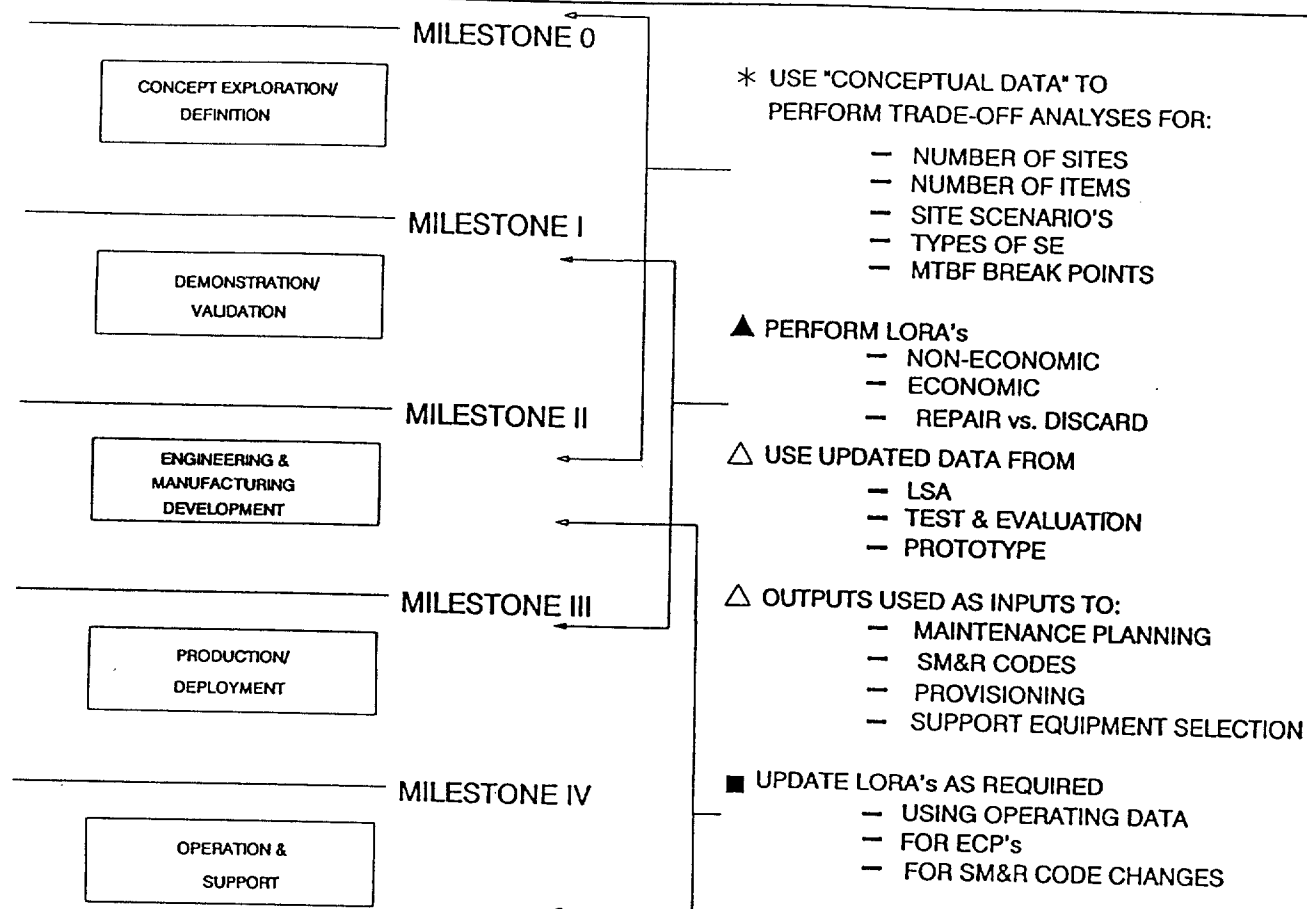 MILESTONE 0
CONCEPT EXPLORATION/
DEFINITION
MILESTONE I
DEMONSTRATION/
VALIDATION
MILESTONE II
ENGINEERING &
MANUFACTURING
DEVELOPMENT
MILESTONE III
PRODUCTION/
DEPLOYMENT
MILESTONE IV
OPERATION &
SUPPORT
* USE "CONCEPTUAL DATA" TO
PERFORM TRADE-OFF ANALYSES FOR:
— NUMBER OF SITES
— NUMBER OF ITEMS
— SITE SCENARIO'S
— TYPES OF SE
— MTBF BREAK POINTS
▲ PERFORM LORA's
— NON-ECONOMIC
— ECONOMIC
— REPAIR vs. DISCARD
△ USE UPDATED DATA FROM
— LSA
— TEST & EVALUATION
— PROTOTYPE
△ OUTPUTS USED AS INPUTS TO:
— MAINTENANCE PLANNING
— SM&R CODES
— PROVISIONING
— SUPPORT EQUIPMENT SELECTION
■ UPDATE LORA's AS REQUIRED
— USING OPERATING DATA
— FOR ECP's
— FOR SM&R CODE CHANGES